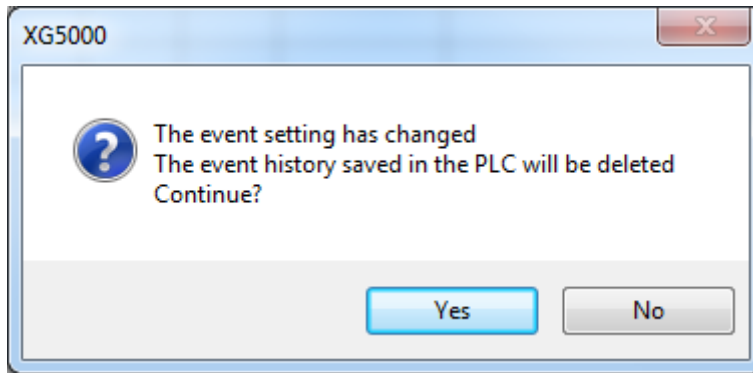 XG5000
The event setting has changed
The event history saved in the PLC will be deleted
Continue?
Yes
No